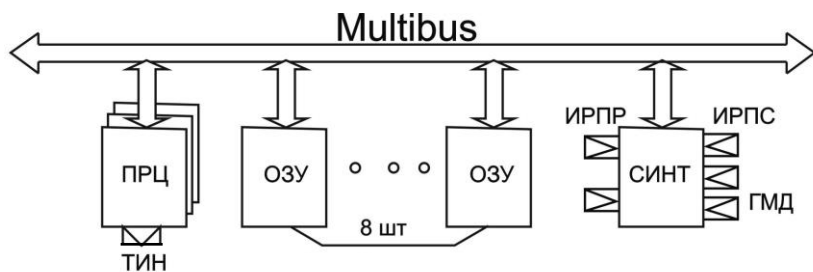 Multibus
ИРПР
ИРПС
ПРЦ
ОЗУ
ОЗУ
СИНТ
ГМД
8 шт
ТИН